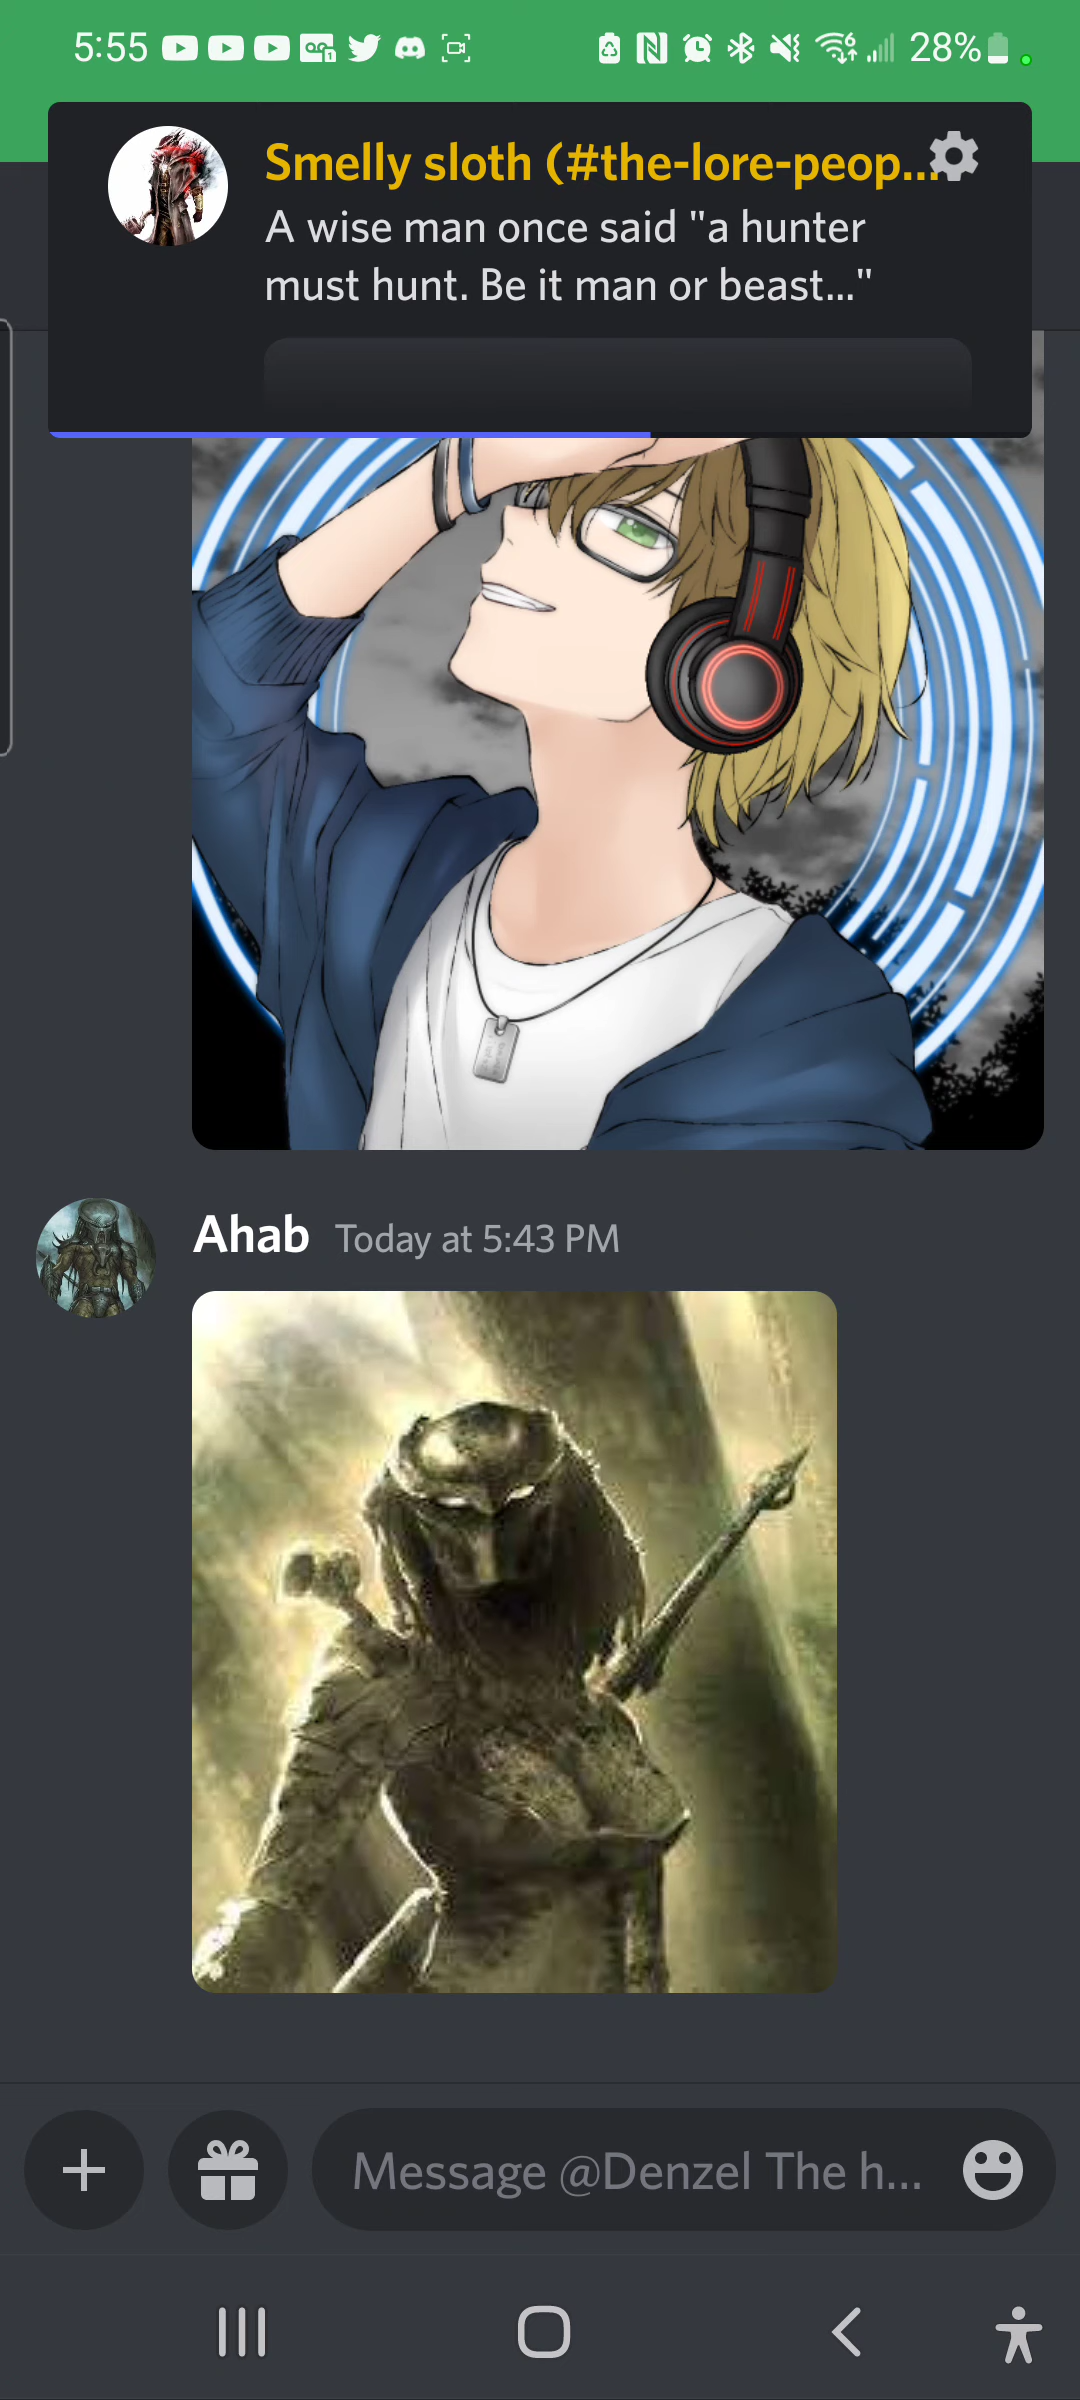 5:55
28%
Smelly sloth (#the-lore-peop...
A wise man once said "a hunter
must hunt. Be it man or beast..."
Ahab Today at 5:43 PM
Message @Denzel The h...